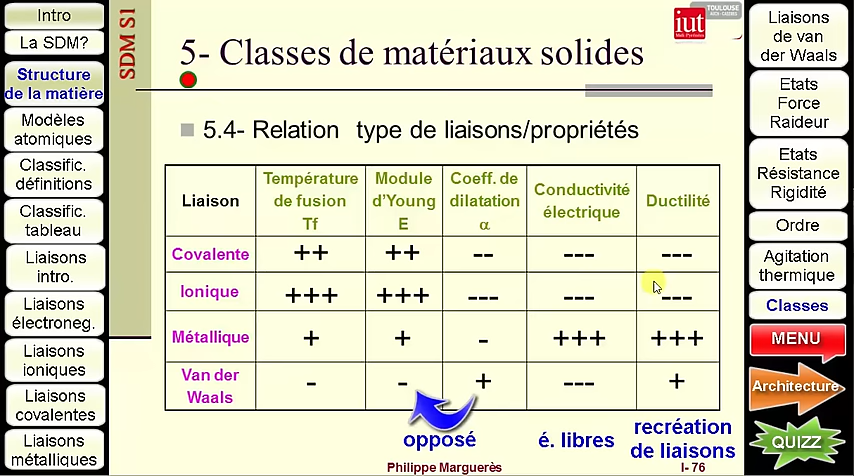 Intro
La SDM?
Structure
de la matière
Modèles
atomiques
Classific.
définitions
Classific.
tableau
Liaisons
intro.
Liaisons
électroneg.
Liaisons
ioniques
Liaisons
covalentes
Liaisons
métalliques
SDM S1
iut
TOULOUSE
5- Classes de matériaux solides
5.4- Relation type de liaisons/propriétés
Liaison
Température
de fusion
Tf
Module
d'Young
E
Coeff. de
dilatation
α
Conductivité
électrique
Ductilité
Covalente ++ ++ -- --- ---
Ionique +++ +++ --- --- ---
Métallique + + - +++ +++
Van der
Waals
- - + --- +
opposé
é. libres
recréation
de liaisons
Philippe Marguerès
I- 76
Liaisons
de van
der Waals
Etats
Force
Raideur
Etats
Résistance
Rigidité
Ordre
Agitation
thermique
Classes
MENU
Architecture
QUIZZ